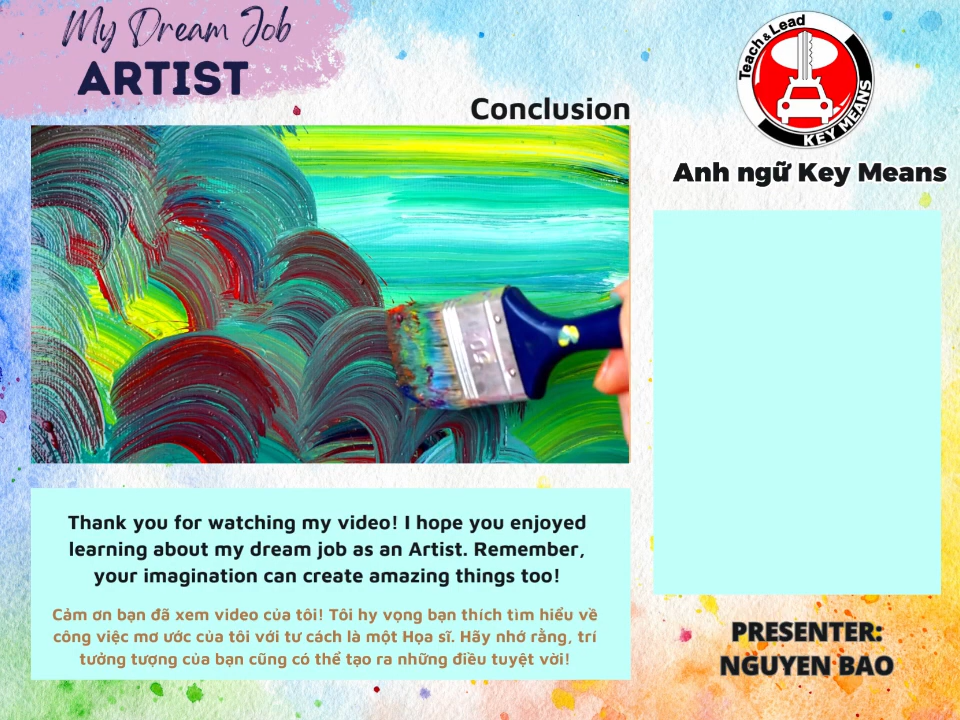 My Dream Job
ARTIST
Teach & Lead
KEY MEANS
Conclusion
Anh ngữ Key Means
Thank you for watching my video! I hope you enjoyed
learning about my dream job as an Artist. Remember,
your imagination can create amazing things too!
Cảm ơn bạn đã xem video của tôi! Tôi hy vọng bạn thích tìm hiểu về
công việc mơ ước của tôi với tư cách là một Họa sĩ. Hãy nhớ rằng, trí
tưởng tượng của bạn cũng có thể tạo ra những điều tuyệt vời!
PRESENTER:
NGUYEN BAO